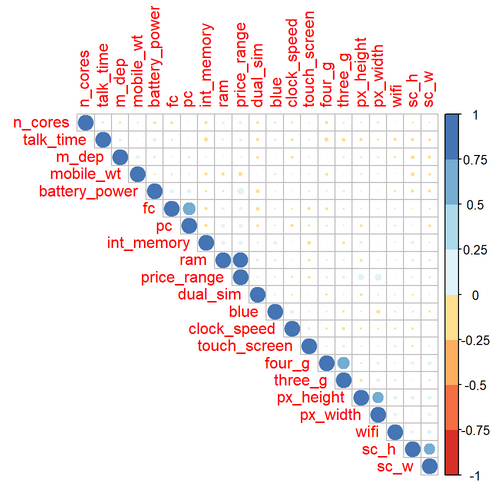 n_cores
talk_time
m_dep
mobile_wt
battery_power
fc
pc
int_memory
ram
price_range
dual_sim
blue
clock_speed
touch_screen
four_g
three_g
px_height
px_width
wifi
sc_h
sc_w
n_cores
talk_time
m_dep
mobile_wt
battery_power
fc
pc
int_memory
ram
price_range
dual_sim
blue
clock_speed
touch_screen
four_g
three_g
px_height
px_width
wifi
sc_h
sc_w
1
0.75
0.5
0.25
0
-0.25
-0.5
-0.75
-1